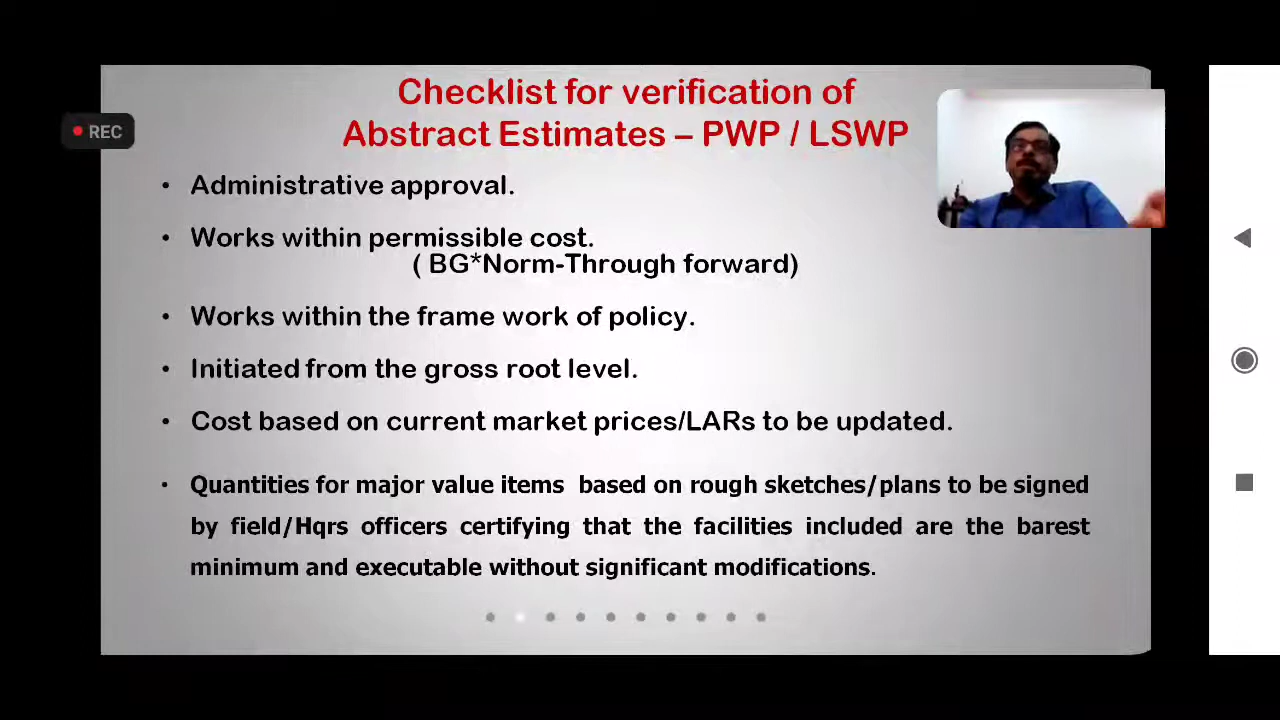 Checklist for verification of
Abstract Estimates – PWP / LSWP
REC
• Administrative approval.
• Works within permissible cost.
( BG*Norm-Through forward)
• Works within the frame work of policy.
• Initiated from the gross root level.
• Cost based on current market prices/LARs to be updated.
• Quantities for major value items based on rough sketches/plans to be signed
by field/Hqrs officers certifying that the facilities included are the barest
minimum and executable without significant modifications.